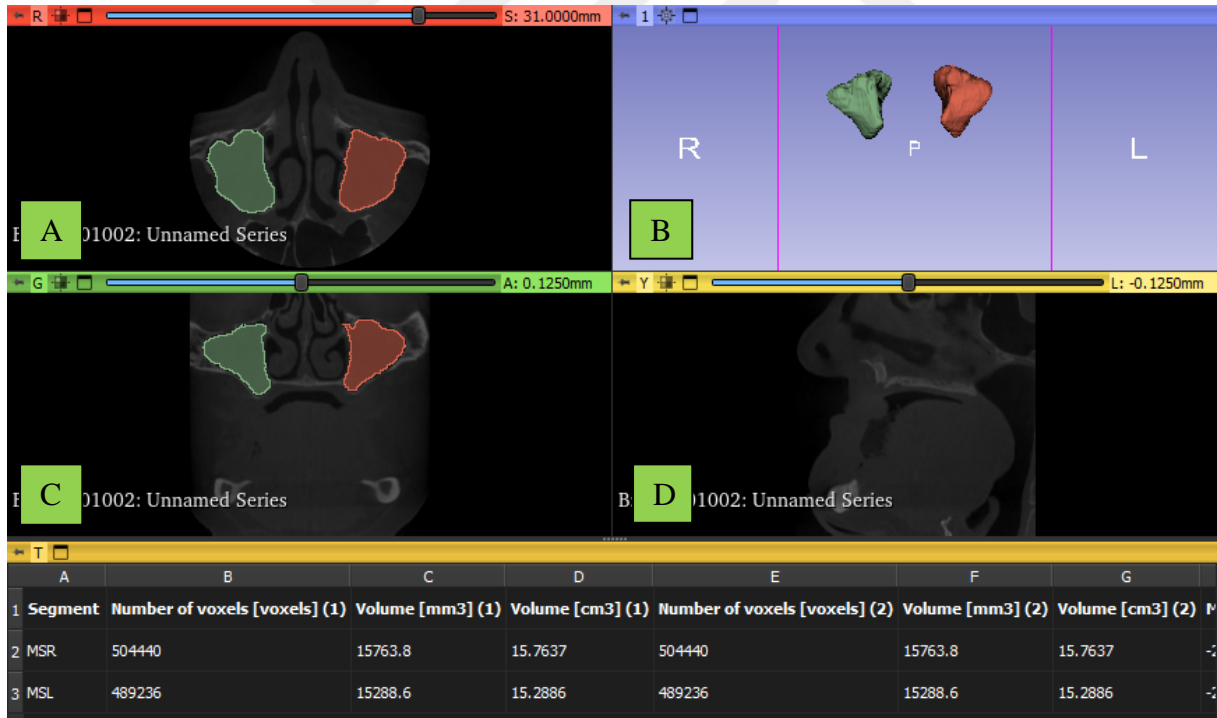 R S: 31.0000mm
1
R P L
A 01002: Unnamed Series
B
G A: 0.1250mm
Y L: -0.1250mm
C 01002: Unnamed Series
B: D 1002: Unnamed Series
T
A B C D E F G
1 Segment Number of voxels [voxels] (1) Volume [mm3] (1) Volume [cm3] (1) Number of voxels [voxels] (2) Volume [mm3] (2) Volume [cm3] (2)
2 MSR 504440 15763.8 15.7637 504440 15763.8 15.7637
3 MSL 489236 15288.6 15.2886 489236 15288.6 15.2886